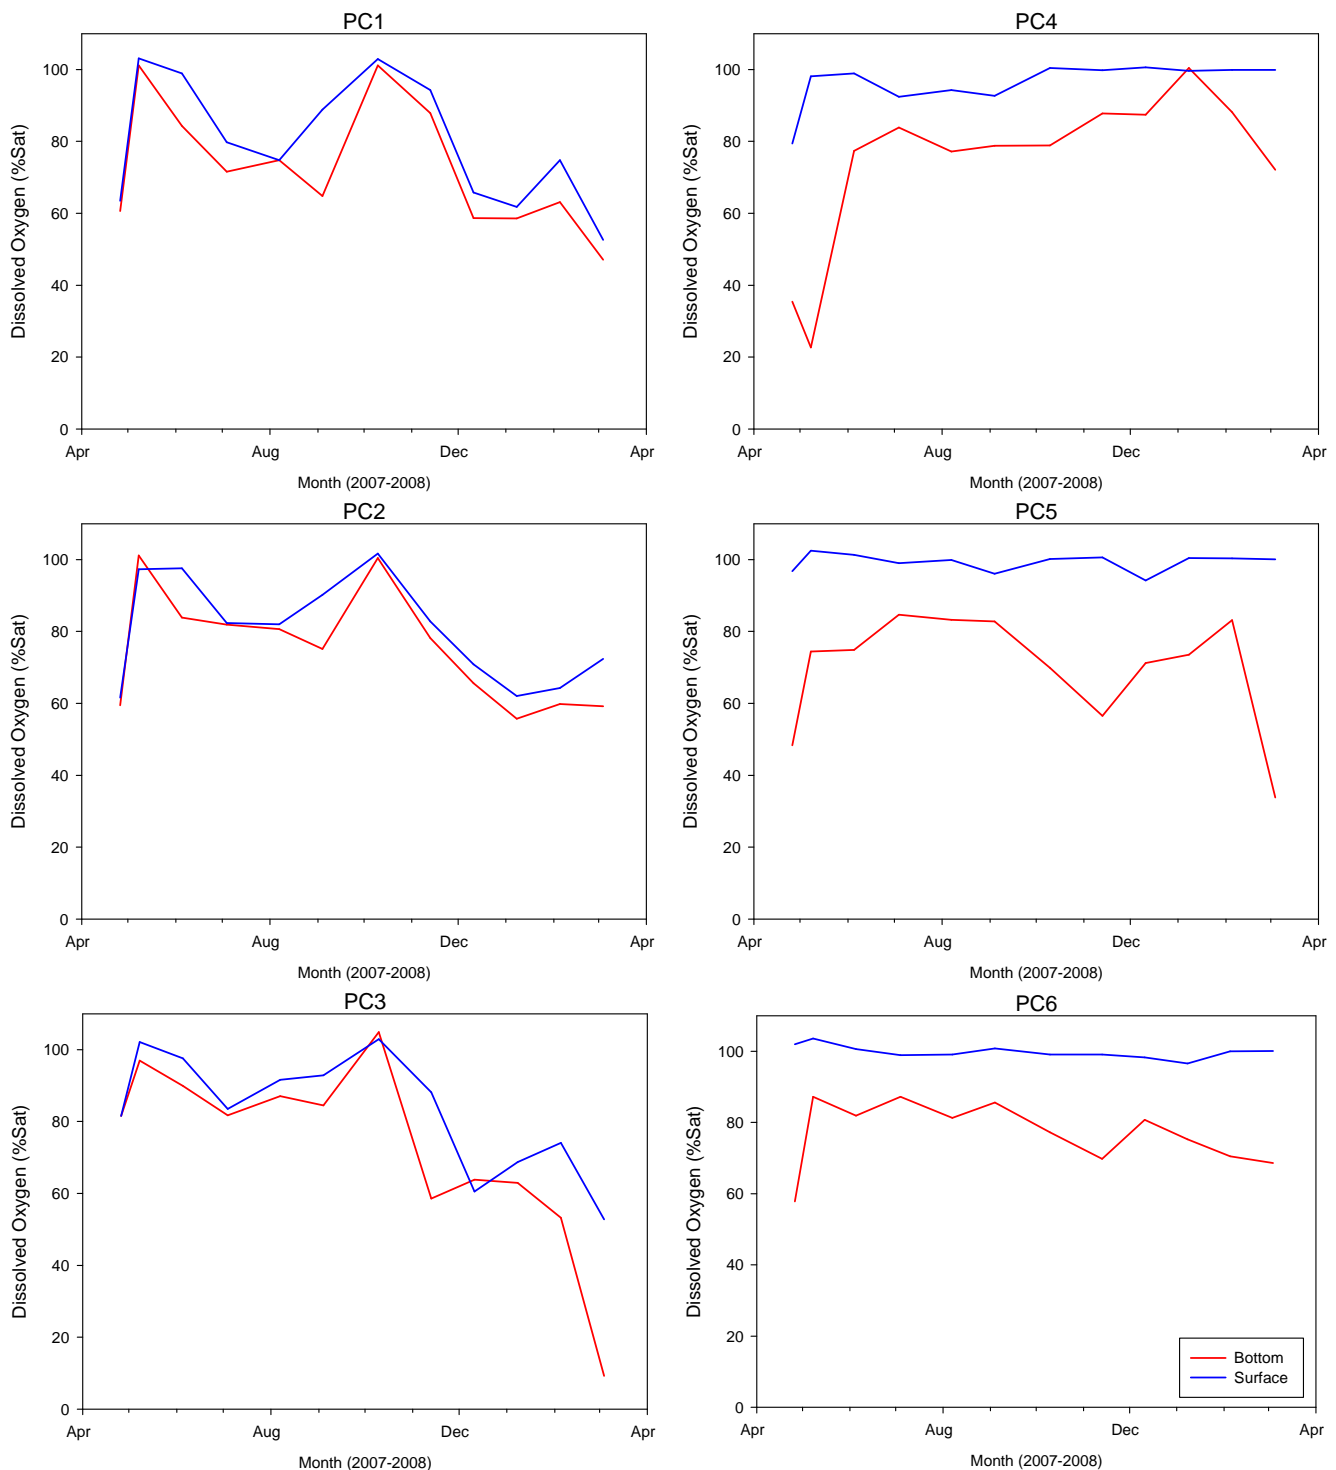 PC1
100
80
60
40
20
0
Dissolved Oxygen (%Sat)
Apr Aug Dec Apr
Month (2007-2008)
PC4
100
80
60
40
20
0
Dissolved Oxygen (%Sat)
Apr Aug Dec Apr
Month (2007-2008)
PC2
100
80
60
40
20
0
Dissolved Oxygen (%Sat)
Apr Aug Dec Apr
Month (2007-2008)
PC5
100
80
60
40
20
0
Dissolved Oxygen (%Sat)
Apr Aug Dec Apr
Month (2007-2008)
PC3
100
80
60
40
20
0
Dissolved Oxygen (%Sat)
Apr Aug Dec Apr
Month (2007-2008)
PC6
100
80
60
40
20
0
Dissolved Oxygen (%Sat)
Bottom
Surface
Apr Aug Dec Apr
Month (2007-2008)